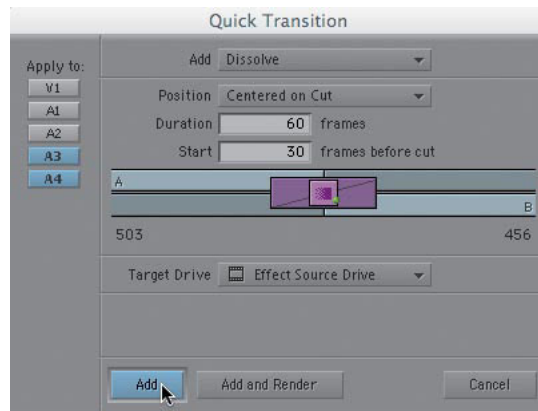 Quick Transition
Apply to:
V1
A1
A2
A3
A4
Add Dissolve
Position Centered on Cut
Duration 60 frames
Start 30 frames before cut
A
B
503 456
Target Drive Effect Source Drive
Add Add and Render Cancel